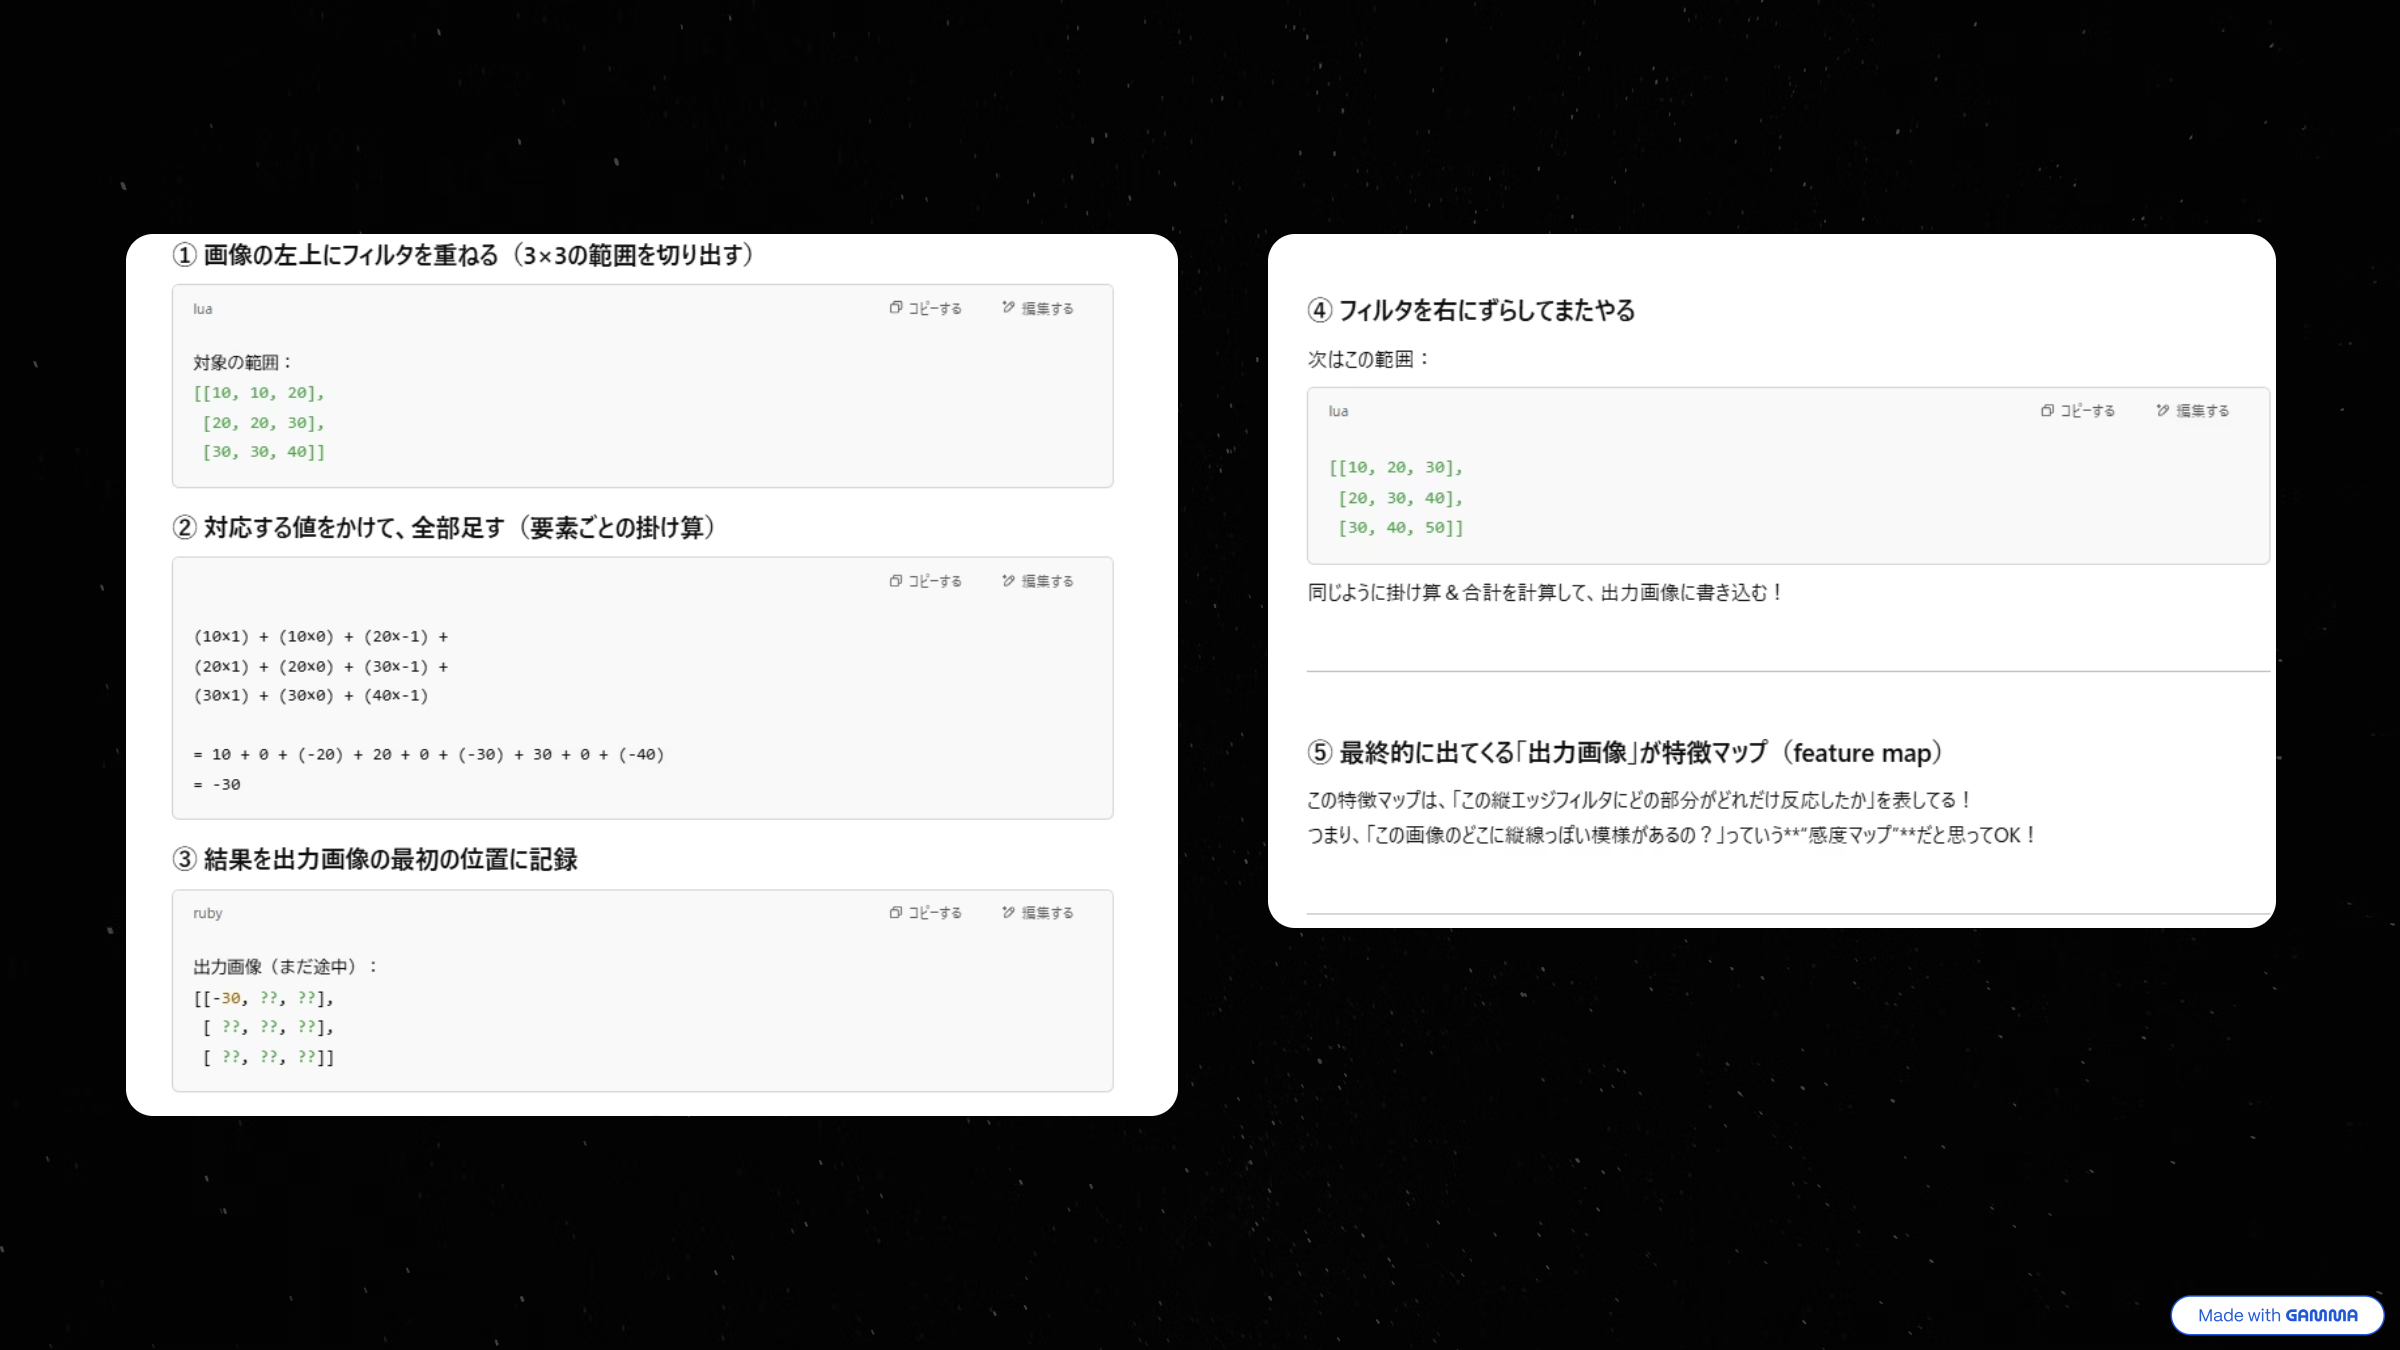 ① 画像の左上にフィルタを重ねる（3×3の範囲を切り出す）
lua
コピーする
編集する
対象の範囲：
[[10, 10, 20],
[20, 20, 30],
[30, 30, 40]]
② 対応する値をかけて、全部足す（要素ごとの掛け算）
コピーする
編集する
(10×1) + (10×0) + (20×-1) +
(20×1) + (20×0) + (30×-1) +
(30×1) + (30×0) + (40×-1)
= 10 + 0 + (-20) + 20 + 0 + (-30) + 30 + 0 + (-40)
= -30
③ 結果を出力画像の最初の位置に記録
ruby
コピーする
編集する
出力画像（まだ途中）：
[[-30, ??, ??],
[ ??, ??, ??],
[ ??, ??, ??]]
④ フィルタを右にずらしてまたやる
次はこの範囲：
lua
コピーする
編集する
[[10, 20, 30],
[20, 30, 40],
[30, 40, 50]]
同じように掛け算＆合計を計算して、出力画像に書き込む！
⑤ 最終的に出てくる「出力画像」が特徴マップ（feature map）
この特徴マップは、「この縦エッジフィルタにどの部分がどれだけ反応したか」を表してる！
つまり、「この画像のどこに縦線っぽい模様があるの？」っていう**“感度マップ”**だと思ってOK！
Made with GAMMA